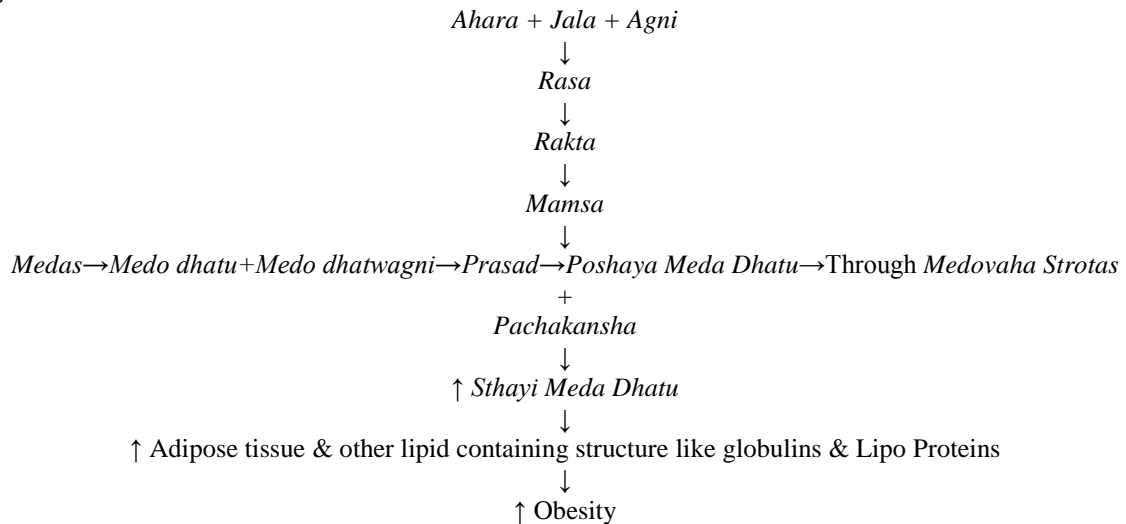 Ahara + Jala + Agni
↓
Rasa
↓
Rakta
↓
Mamsa
↓
Medas→Medo dhatu+Medo dhatwagni→Prasad→Poshaya Meda Dhatu→Through Medovaha Strotas
+
Pachakansha
↓
↑ Sthayi Meda Dhatu
↓
↑ Adipose tissue & other lipid containing structure like globulins & Lipo Proteins
↓
↑ Obesity